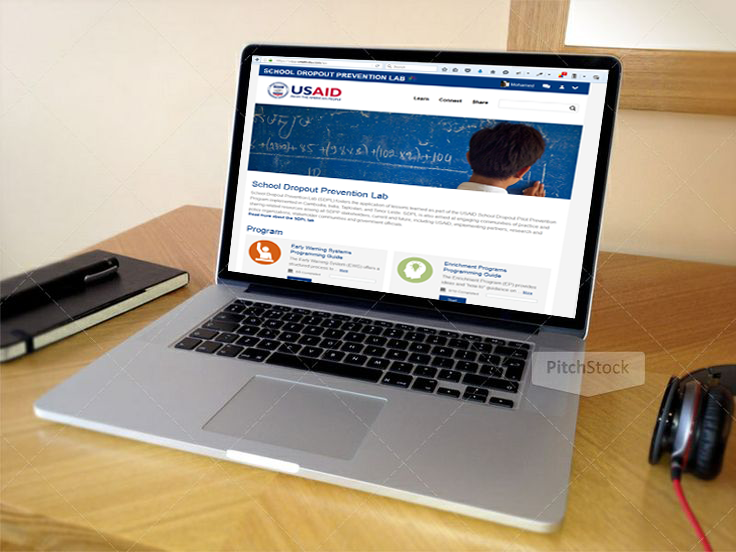 SCHOOL DROPOUT PREVENTION LAB
Mohamed
USAID
FROM THE AMERICAN PEOPLE
Learn Connect Share
School Dropout Prevention Lab
School Dropout Prevention Lab (SDPL) fosters the application of lessons learned as part of the USAID School Dropout Pilot Prevention
Program implemented in Cambodia, India, Tajikistan, and Timor Leste. SDPL is also aimed at engaging communities of practice and
sharing related resources among all SDPP stakeholders, current and future, including USAID, implementing partners, research and
policy organizations, stakeholder communities and government officials.
Read more about the SDPL lab
Program
Early Warning Systems
Programming Guide
The Early Warning System (EWS) offers a
structured process to
Enrichment Programs
Programming Guide
The Enrichment Program (EP) provides
ideas and "how-to" guidance on
PitchStock